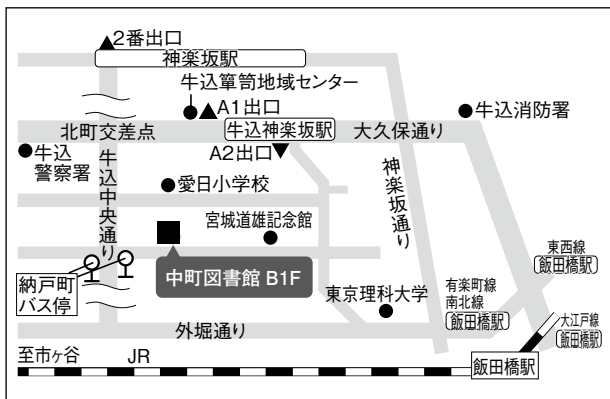 2番出口
神楽坂駅
牛込簞笥地域センター
A1出口
牛込消防署
北町交差点
牛込神楽坂駅
大久保通り
A2出口
牛込
警察署
牛込中央通り
愛日小学校
神楽坂通り
宮城道雄記念館
中町図書館 B1F
納戸町
バス停
東京理科大学
東西線
飯田橋駅
有楽町線
南北線
飯田橋駅
大江戸線
飯田橋駅
外堀通り
至市ヶ谷
JR
飯田橋駅